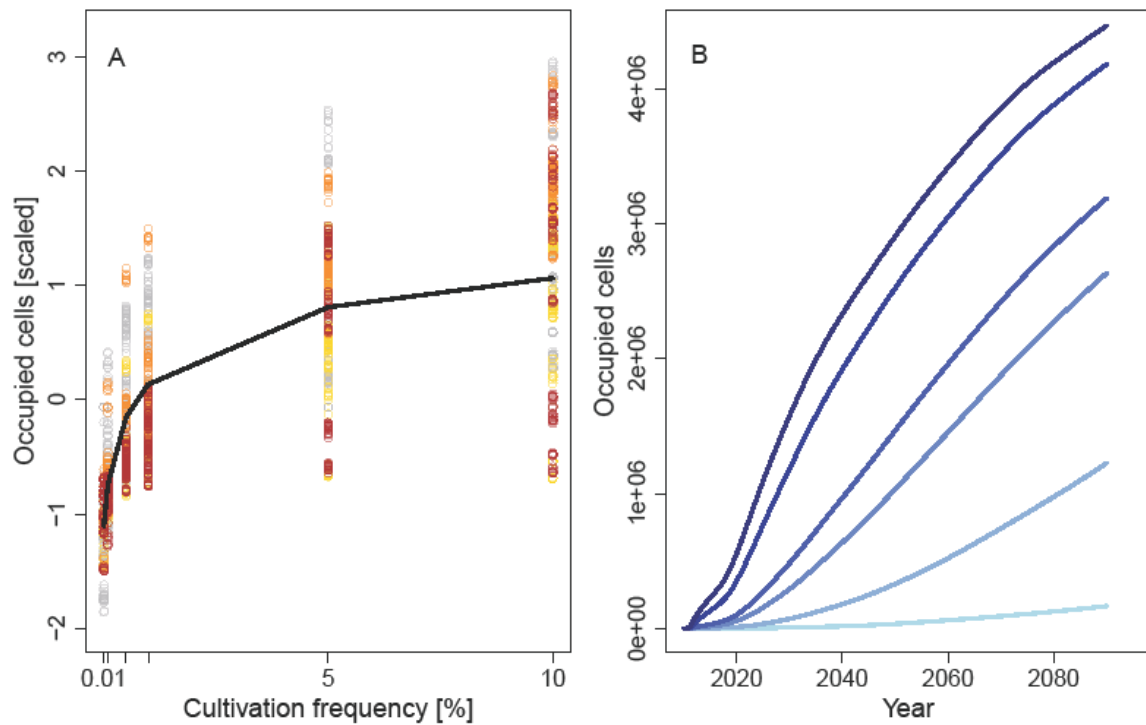 A
Occupied cells [scaled]
3
2
1
0
−1
−2
0.01
5
10
Cultivation frequency [%]
B
Occupied cells
4e+06
3e+06
2e+06
1e+06
0e+00
2020
2040
2060
2080
Year